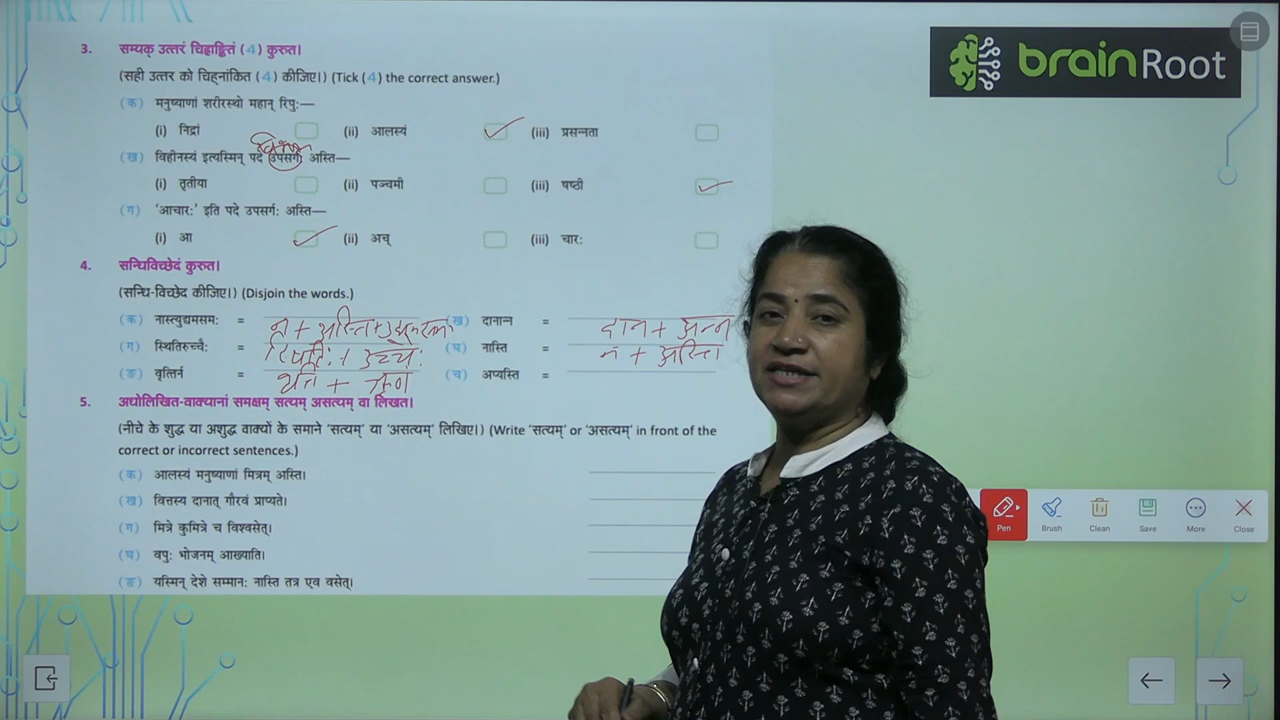 brainRoot
3. सम्यक् उत्तरं चिह्नाङ्कितं (4) कुरुत।
(सही उत्तर को चिह्नांकित (4) कीजिए।) (Tick (4) the correct answer.)
(क) मनुष्याणां शरीरस्थो महान् रिपुः—
(i) निद्रां (ii) आलस्यं (iii) प्रसन्नता
(ख) विहीनस्यं इत्यस्मिन् पदे उपसर्गः अस्ति—
(i) तृतीया (ii) पञ्चमी (iii) षष्ठी
(ग) ‘आचारः’ इति पदे उपसर्गः अस्ति—
(i) आ (ii) अच् (iii) चारः
4. सन्धिविच्छेदं कुरुत।
(सन्धि-विच्छेद कीजिए।) (Disjoin the words.)
(क) नास्त्युद्यमसमः = न + अस्ति + (ख) दानान्न = दान + अन्न
(ग) स्थितिरुच्चैः = स्थितिः + उच्चैः (घ) नास्ति = न + अस्ति
(ङ) वृत्तिर्न = + (च) अप्यस्ति =
5. अधोलिखित-वाक्यानां समक्षम् सत्यम् असत्यम् वा लिखत।
(नीचे के शुद्ध या अशुद्ध वाक्यों के समाने ‘सत्यम्’ या ‘असत्यम्’ लिखिए।) (Write ‘सत्यम्’ or ‘असत्यम्’ in front of the
correct or incorrect sentences.)
(क) आलस्यं मनुष्याणां मित्रम् अस्ति।
(ख) वित्तस्य दानात् गौरवं प्राप्यते।
(ग) मित्रे कुमित्रे च विश्वसेत्।
(घ) वपुः भोजनम् आख्याति।
(ङ) यस्मिन् देशे सम्मानः नास्ति तत्र एव वसेत्।
Pen Brush Clean Save More Close